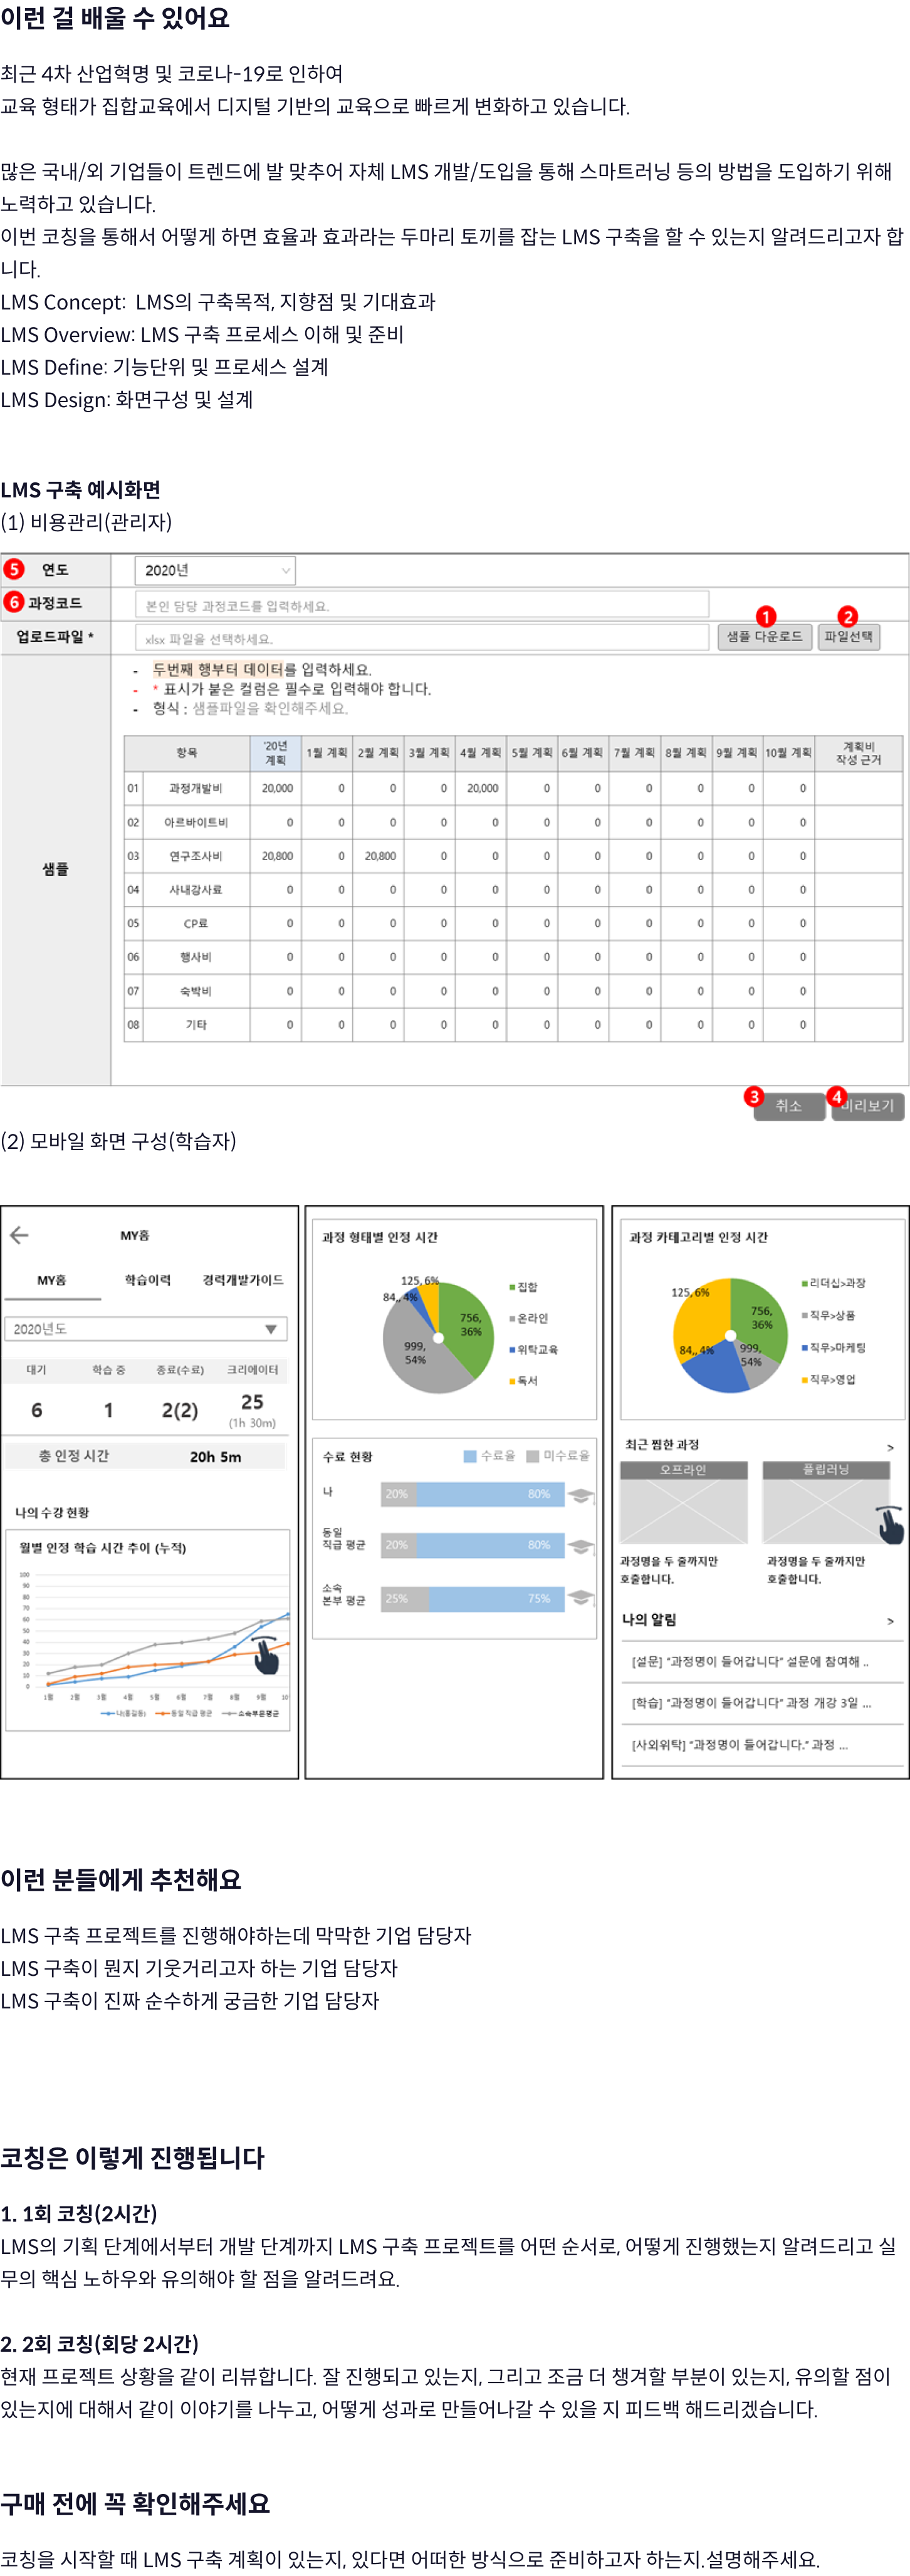 이런 걸 배울 수 있어요
최근 4차 산업혁명 및 코로나-19로 인하여
교육 형태가 집합교육에서 디지털 기반의 교육으로 빠르게 변화하고 있습니다.
많은 국내/외 기업들이 트렌드에 발 맞추어 자체 LMS 개발/도입을 통해 스마트러닝 등의 방법을 도입하기 위해
노력하고 있습니다.
이번 코칭을 통해서 어떻게 하면 효율과 효과라는 두마리 토끼를 잡는 LMS 구축을 할 수 있는지 알려드리고자 합
니다.
LMS Concept:  LMS의 구축목적, 지향점 및 기대효과
LMS Overview: LMS 구축 프로세스 이해 및 준비
LMS Define: 기능단위 및 프로세스 설계
LMS Design: 화면구성 및 설계
LMS 구축 예시화면
(1) 비용관리(관리자)
5 연도 2020년
6 과정코드 본인 담당 과정코드를 입력하세요.
1 2
업로드파일 * xlsx 파일을 선택하세요. 샘플 다운로드 파일선택
- 두번째 행부터 데이터를 입력하세요.
- * 표시가 붙은 컬럼은 필수로 입력해야 합니다.
- 형식 : 샘플파일을 확인해주세요.
샘플
항목 '20년 계획 1월 계획 2월 계획 3월 계획 4월 계획 5월 계획 6월 계획 7월 계획 8월 계획 9월 계획 10월 계획 계획비 작성 근거
01 과정개발비 20,000 0 0 0 20,000 0 0 0 0 0 0
02 아르바이트비 0 0 0 0 0 0 0 0 0 0 0
03 연구조사비 20,800 0 20,800 0 0 0 0 0 0 0 0
04 사내강사료 0 0 0 0 0 0 0 0 0 0 0
05 CP료 0 0 0 0 0 0 0 0 0 0 0
06 행사비 0 0 0 0 0 0 0 0 0 0 0
07 숙박비 0 0 0 0 0 0 0 0 0 0 0
08 기타 0 0 0 0 0 0 0 0 0 0 0
3 취소 4 미리보기
(2) 모바일 화면 구성(학습자)
MY홈
MY홈 학습이력 경력개발가이드
2020년도
대기 학습 중 종료(수료) 크리에이터
6 1 2(2) 25
(1h 30m)
총 인정 시간 20h 5m
나의 수강 현황
월별 인정 학습 시간 추이 (누적)
100
90
80
70
60
50
40
30
20
10
0
1월 2월 3월 4월 5월 6월 7월 8월 9월 10
나(홍길동) 동일 직급 평균 소속부문평균
과정 형태별 인정 시간
125, 6%
84,, 4%
756,
36%
999,
54%
집합
온라인
위탁교육
독서
수료 현황 수료율 미수료율
나 20% 80%
동일
직급 평균 20% 80%
소속
본부 평균 25% 75%
과정 카테고리별 인정 시간
125, 6%
756,
36%
84,, 4%
999,
54%
리더십>과장
직무>상품
직무>마케팅
직무>영업
최근 찜한 과정 >
오프라인 플립러닝
과정명을 두 줄까지만 과정명을 두 줄까지만
호출합니다. 호출합니다.
나의 알림 >
[설문] "과정명이 들어갑니다" 설문에 참여해 ..
[학습] "과정명이 들어갑니다" 과정 개강 3일 ...
[사외위탁] "과정명이 들어갑니다." 과정 ...
이런 분들에게 추천해요
LMS 구축 프로젝트를 진행해야하는데 막막한 기업 담당자
LMS 구축이 뭔지 기웃거리고자 하는 기업 담당자
LMS 구축이 진짜 순수하게 궁금한 기업 담당자
코칭은 이렇게 진행됩니다
1. 1회 코칭(2시간)
LMS의 기획 단계에서부터 개발 단계까지 LMS 구축 프로젝트를 어떤 순서로, 어떻게 진행했는지 알려드리고 실
무의 핵심 노하우와 유의해야 할 점을 알려드려요.
2. 2회 코칭(회당 2시간)
현재 프로젝트 상황을 같이 리뷰합니다. 잘 진행되고 있는지, 그리고 조금 더 챙겨할 부분이 있는지, 유의할 점이
있는지에 대해서 같이 이야기를 나누고, 어떻게 성과로 만들어나갈 수 있을 지 피드백 해드리겠습니다.
구매 전에 꼭 확인해주세요
코칭을 시작할 때 LMS 구축 계획이 있는지, 있다면 어떠한 방식으로 준비하고자 하는지.설명해주세요.